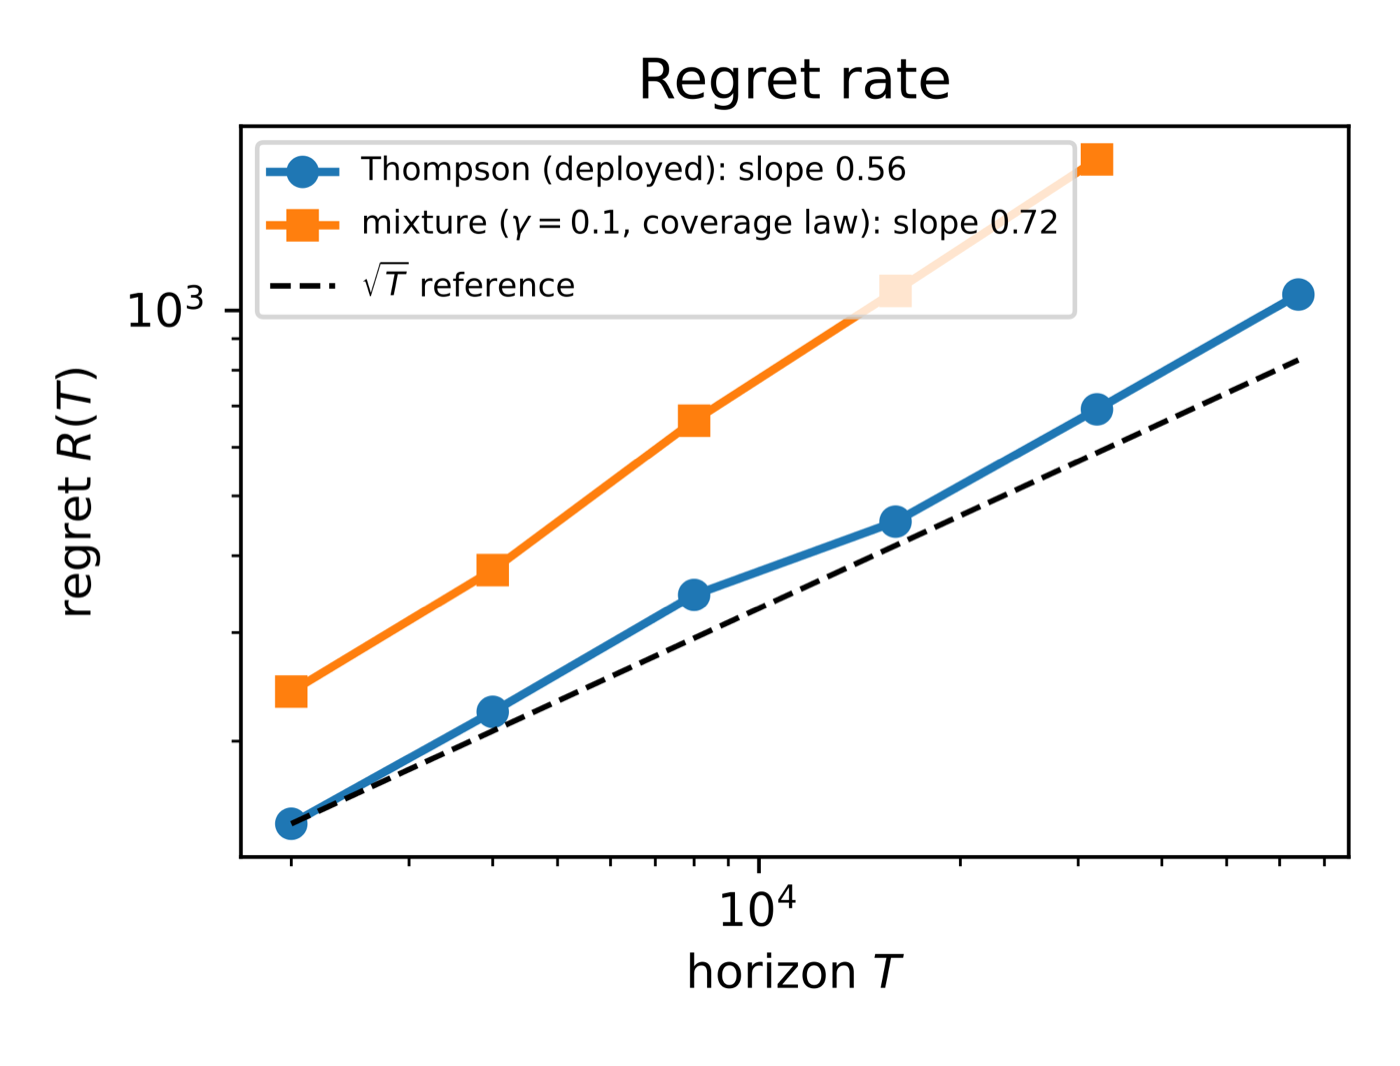 Regret rate
Thompson (deployed): slope 0.56
mixture (γ = 0.1, coverage law): slope 0.72
√T reference
10³
regret R(T)
10⁴
horizon T